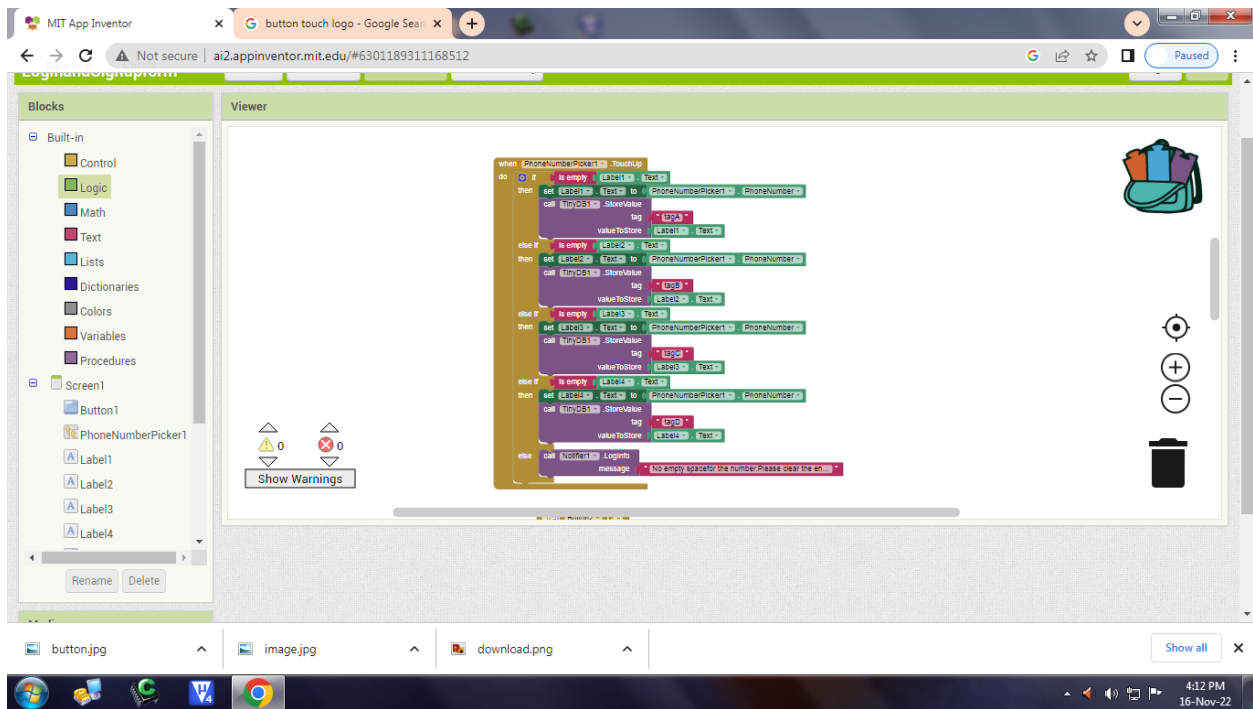 MIT App Inventor
button touch logo - Google Sear
Not secure
ai2.appinventor.mit.edu/#6301189311168512
Paused
LoginandSignupform
Blocks
Viewer
Built-in
Control
Logic
Math
Text
Lists
Dictionaries
Colors
Variables
Procedures
Screen1
Button1
PhoneNumberPicker1
Label1
Label2
Label3
Label4
Rename Delete
when PhoneNumberPicker1 .TouchUp
do if is empty Label1 . Text
then set Label1 . Text to PhoneNumberPicker1 . PhoneNumber
call TinyDB1 .StoreValue
tag " tagA "
valueToStore Label1 . Text
else if is empty Label2 . Text
then set Label2 . Text to PhoneNumberPicker1 . PhoneNumber
call TinyDB1 .StoreValue
tag " tagB "
valueToStore Label2 . Text
else if is empty Label3 . Text
then set Label3 . Text to PhoneNumberPicker1 . PhoneNumber
call TinyDB1 .StoreValue
tag " tagC "
valueToStore Label3 . Text
else if is empty Label4 . Text
then set Label4 . Text to PhoneNumberPicker1 . PhoneNumber
call TinyDB1 .StoreValue
tag " tagD "
valueToStore Label4 . Text
else call Notifier1 .LogInfo
message " No empty spacefor the number.Please clear the en... "
0 0
Show Warnings
button.jpg
image.jpg
download.png
Show all
4:12 PM
16-Nov-22